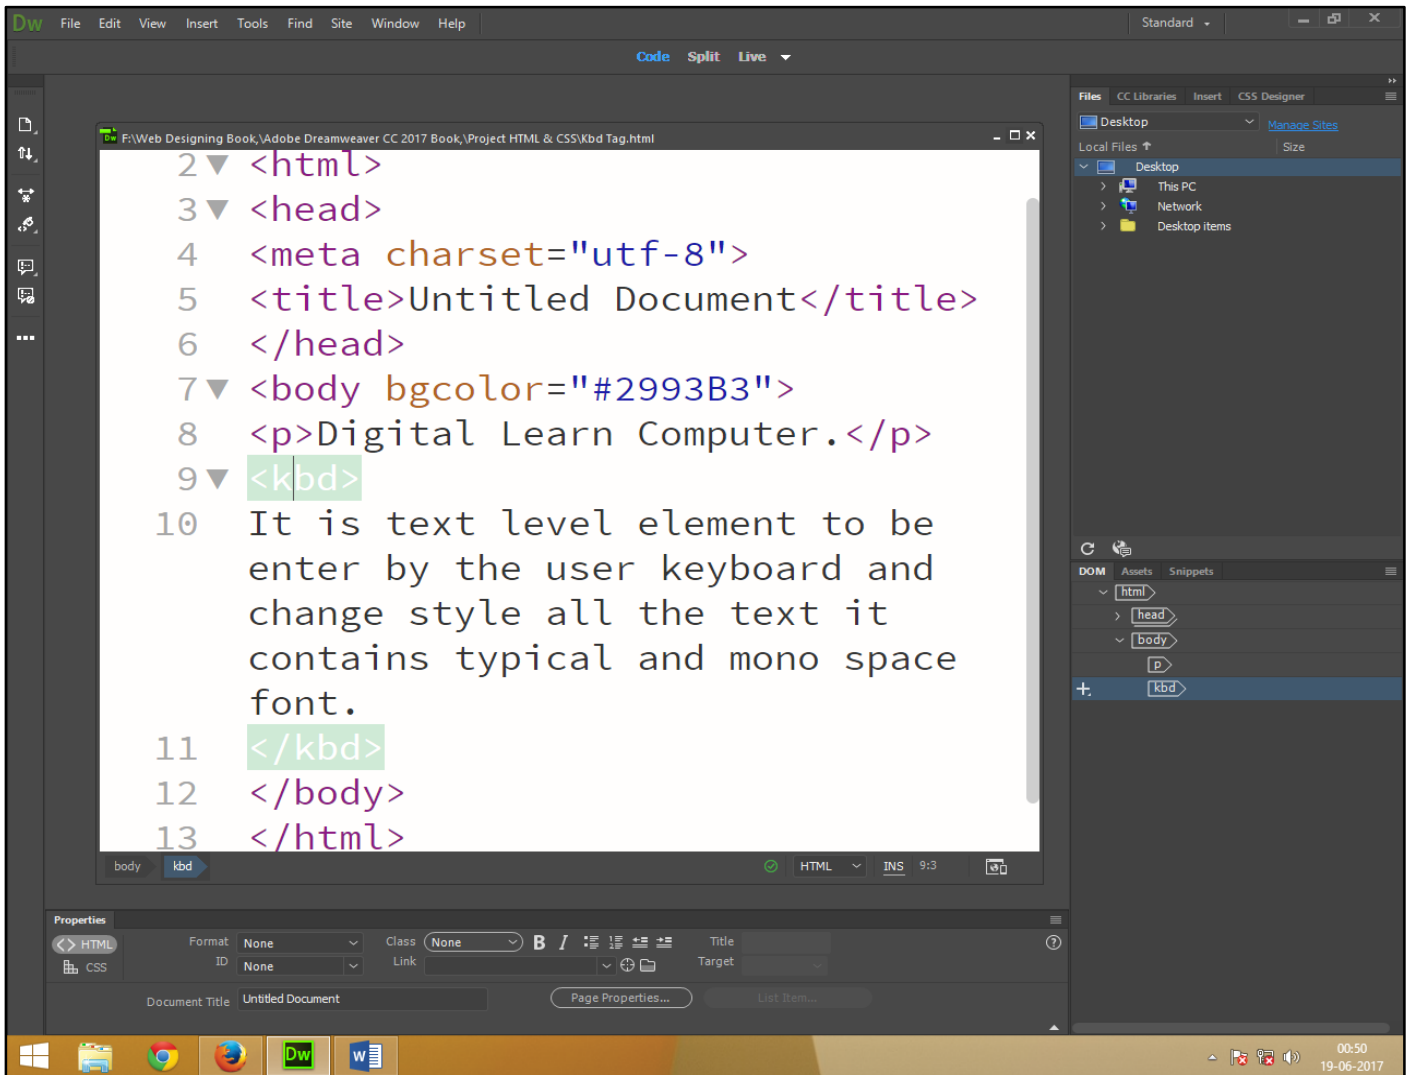 Dw File Edit View Insert Tools Find Site Window Help Standard
Code Split Live
Files CC Libraries Insert CSS Designer
Desktop Manage Sites
Local Files Size
Desktop
This PC
Network
Desktop items
F:\Web Designing Book,\Adobe Dreamweaver CC 2017 Book,\Project HTML & CSS\Kbd Tag.html
2 <html>
3 <head>
4 <meta charset="utf-8">
5 <title>Untitled Document</title>
6 </head>
7 <body bgcolor="#2993B3">
8 <p>Digital Learn Computer.</p>
9 <kbd>
10 It is text level element to be
enter by the user keyboard and
change style all the text it
contains typical and mono space
font.
11 </kbd>
12 </body>
13 </html>
body kbd HTML INS 9:3
DOM Assets Snippets
html
head
body
p
kbd
Properties
HTML Format None Class None B I Title
CSS ID None Link Target
Document Title Untitled Document Page Properties... List Item...
Dw W 00:50
19-06-2017